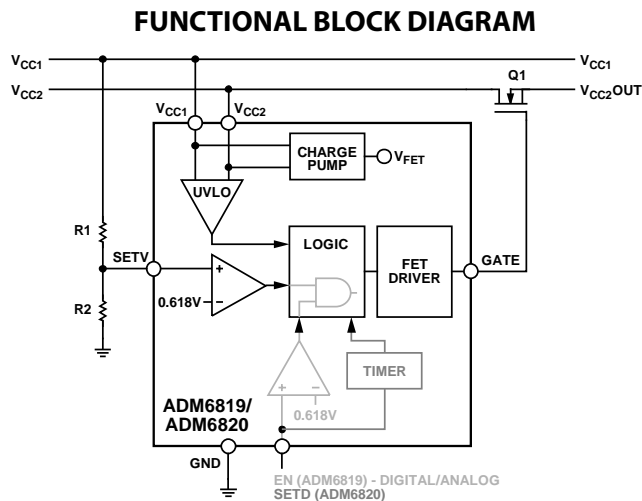 FUNCTIONAL BLOCK DIAGRAM
VCC1
VCC1
Q1
VCC2
VCC2OUT
VCC1
VCC2
CHARGE
PUMP
VFET
UVLO
R1
LOGIC
FET
DRIVER
SETV
GATE
+
0.618V
–
R2
TIMER
+
–
0.618V
ADM6819/
ADM6820
GND
EN (ADM6819) - DIGITAL/ANALOG
SETD (ADM6820)